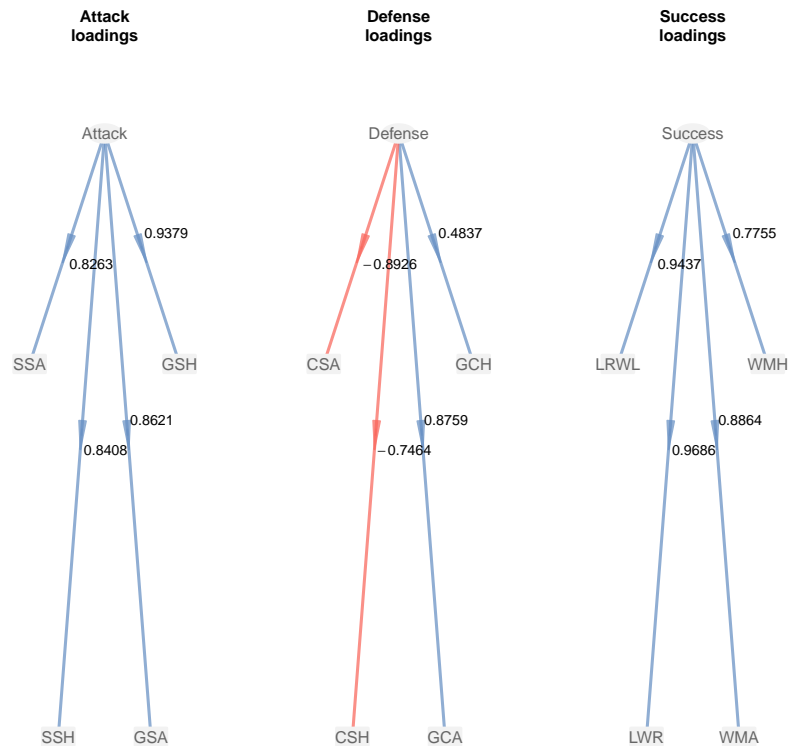 Attack
loadings
Defense
loadings
Success
loadings
Attack
Defense
Success
0.9379
0.4837
0.7755
0.8263
−0.8926
0.9437
SSA
GSH
CSA
GCH
LRWL
WMH
0.8621
0.8759
0.8864
0.8408
−0.7464
0.9686
SSH
GSA
CSH
GCA
LWR
WMA